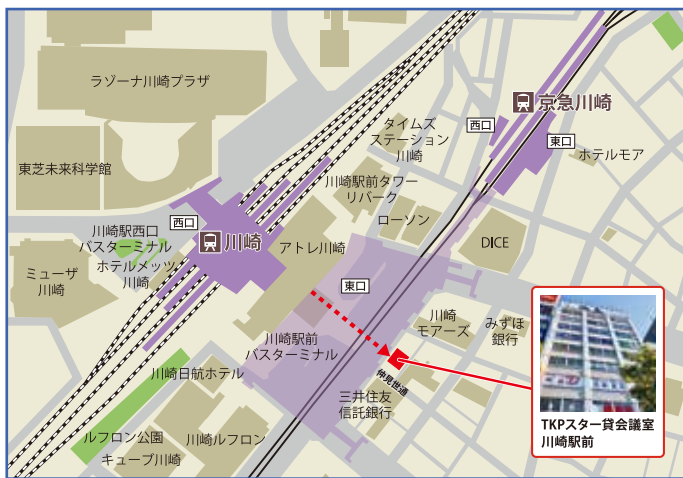 ラゾーナ川崎プラザ
東芝未来科学館
京急川崎
西口
東口
タイムズ
ステーション
川崎
ホテルモア
川崎駅前タワー
リバーク
ローソン
DICE
川崎駅西口
バスターミナル
西口
川崎
アトレ川崎
ミューザ
川崎
ホテルメッツ
川崎
東口
川崎
モアーズ
みずほ
銀行
川崎駅前
バスターミナル
仲見世通
川崎日航ホテル
三井住友
信託銀行
TKPスター貸会議室
川崎駅前
ルフロン公園
川崎ルフロン
キューブ川崎